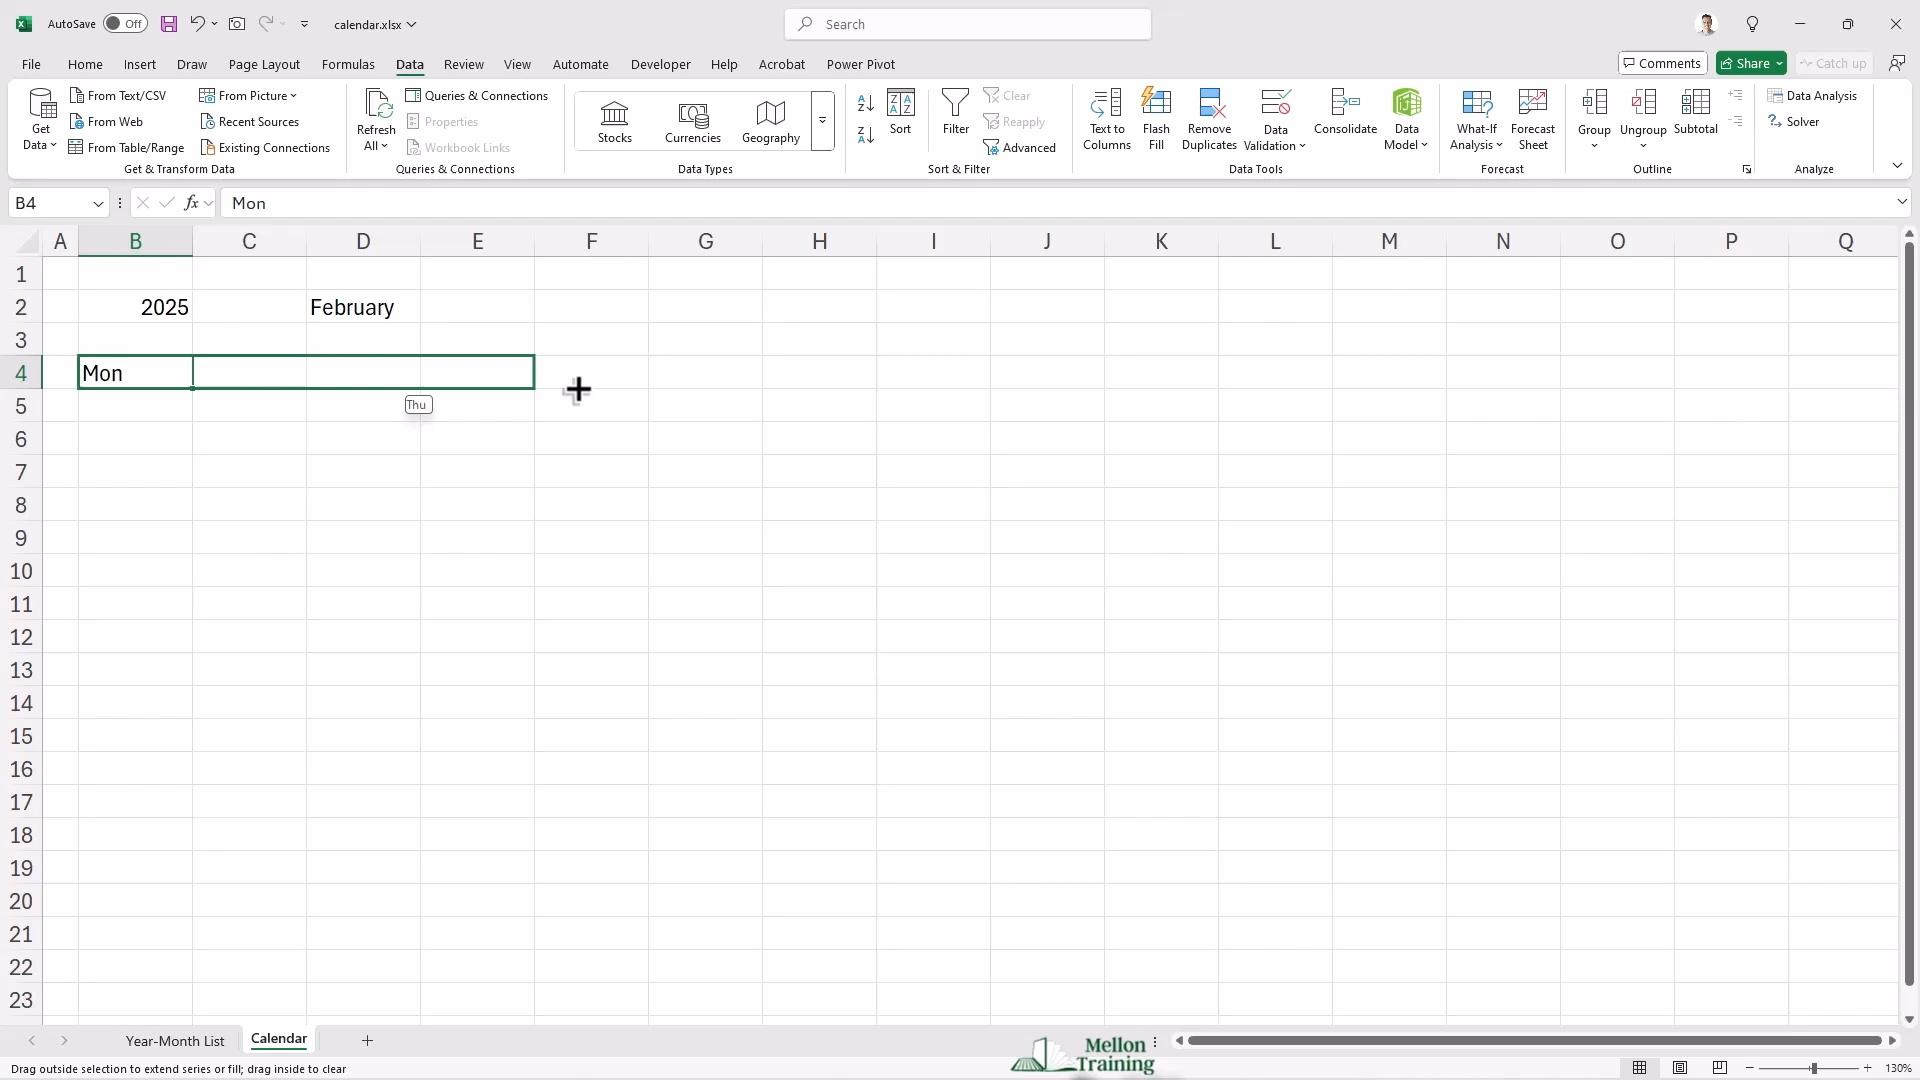 AutoSave Off calendar.xlsx Search
File Home Insert Draw Page Layout Formulas Data Review View Automate Developer Help Acrobat Power Pivot Comments Share Catch up
Get Data
From Text/CSV
From Web
From Table/Range
From Picture
Recent Sources
Existing Connections
Get & Transform Data
Refresh All
Queries & Connections
Properties
Workbook Links
Queries & Connections
Stocks Currencies Geography
Data Types
Sort
Filter
Clear
Reapply
Advanced
Sort & Filter
Text to Columns
Flash Fill
Remove Duplicates
Data Validation
Consolidate
Data Model
Data Tools
What-If Analysis
Forecast Sheet
Forecast
Group
Ungroup
Subtotal
Outline
Data Analysis
Solver
Analyze
B4 fx Mon
A B C D E F G H I J K L M N O P Q
1
2 2025 February
3
4 Mon
Thu
5
6
7
8
9
10
11
12
13
14
15
16
17
18
19
20
21
22
23
Year-Month List Calendar
Mellon
Training
Drag outside selection to extend series or fill; drag inside to clear 130%